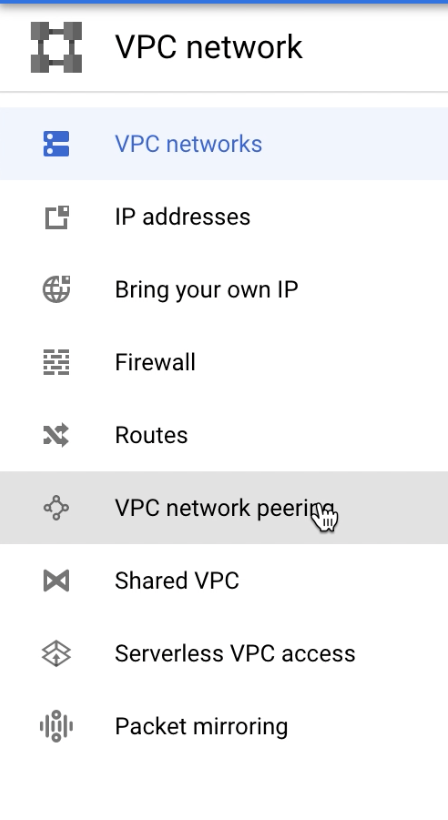 VPC network
VPC networks
IP addresses
Bring your own IP
Firewall
Routes
VPC network peering
Shared VPC
Serverless VPC access
Packet mirroring